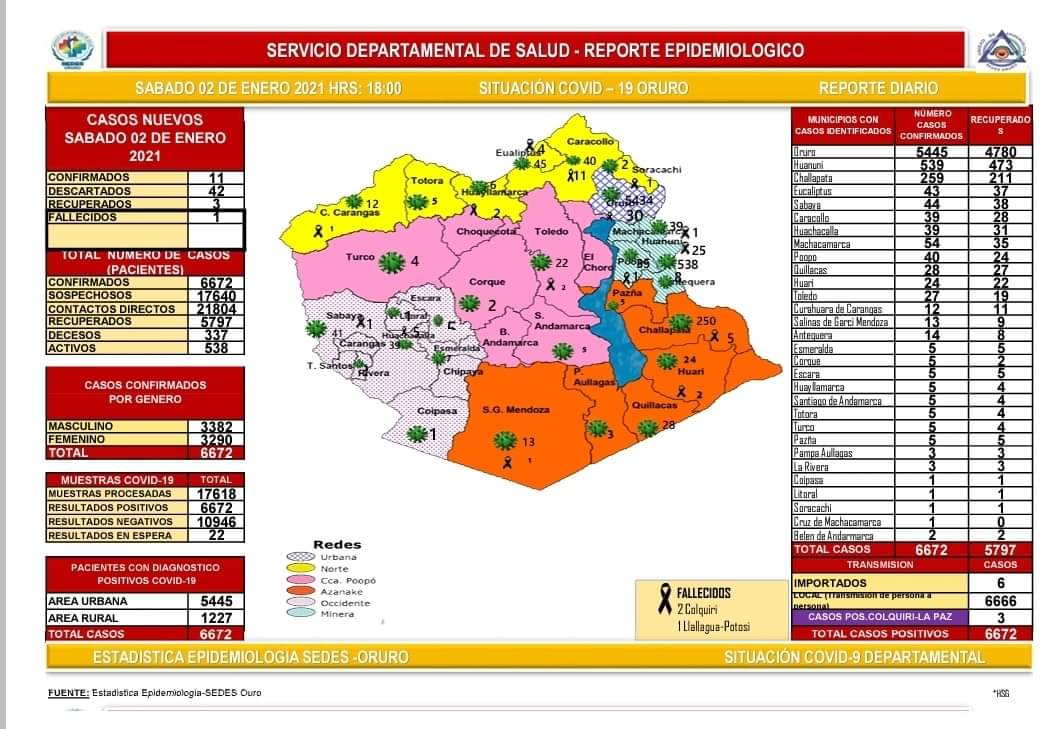 SERVICIO DEPARTAMENTAL DE SALUD - REPORTE EPIDEMIOLOGICO
SABADO 02 DE ENERO 2021 HRS: 18:00 SITUACIÓN COVID – 19 ORURO REPORTE DIARIO
CASOS NUEVOS
SABADO 02 DE ENERO
2021
CONFIRMADOS 11
DESCARTADOS 42
RECUPERADOS 3
FALLECIDOS 1
TOTAL NUMERO DE CASOS
(PACIENTES)
CONFIRMADOS 6672
SOSPECHOSOS 17640
CONTACTOS DIRECTOS 21804
RECUPERADOS 5797
DECESOS 337
ACTIVOS 538
CASOS CONFIRMADOS
POR GENERO
MASCULINO 3382
FEMENINO 3290
TOTAL 6672
MUESTRAS COVID-19 TOTAL
MUESTRAS PROCESADAS 17618
RESULTADOS POSITIVOS 6672
RESULTADOS NEGATIVOS 10946
RESULTADOS EN ESPERA 22
PACIENTES CON DIAGNOSTICO
POSITIVOS COVID-19
AREA URBANA 5445
AREA RURAL 1227
TOTAL CASOS 6672
Caracollo
40
11
Eualiptus
4
45
2
Soracachi
1
Totora
5
Huayllamarca
6
2
C. Carangas
12
1
5434
30
Choquecota
Toledo
22
2
Machacamarca
39
1
Huanuni
25
538
Turco
4
El
Choro
Corque
2
Pazña
5
Antequera
Escara
Sabaya
1
41
Litoral
Carangas
39
5
Esmeralda
T. Santos
Rivera
Chipaya
B.
Andamarca
S.
Andamarca
5
Challapata
250
5
24
Huari
2
P.
Aullagas
3
Quillacas
28
Coipasa
1
S.G. Mendoza
13
1
Redes
Urbana
Norte
Cca. Poopó
Azanake
Occidente
Minera
FALLECIDOS
2 Colquiri
1 Llallagua-Potosi
MUNICIPIOS CON CASOS IDENTIFICADOS NÚMERO CASOS CONFIRMADOS RECUPERADO S
Oruro 5445 4780
Huanuni 539 473
Challapata 259 211
Eucaliptus 43 37
Sabaya 44 38
Caracollo 39 28
Huachacalla 39 31
Machacamarca 54 35
Poopo 40 24
Quillacas 28 27
Huari 24 22
Toledo 27 19
Curahuara de Carangas 12 11
Salinas de Garci Mendoza 13 9
Antequera 14 8
Esmeralda 5 5
Corque 5 2
Escara 5 5
Huayllamarca 5 4
Santiago de Andamarca 5 4
Totora 5 4
Turco 5 4
Pazña 5 5
Pampa Aullagas 3 3
La Rivera 3 3
Coipasa 1 1
Litoral 1 1
Soracachi 1 1
Cruz de Machacamarca 1 0
Belen de Andarmarca 2 2
TOTAL CASOS 6672 5797
TRANSMISION CASOS
IMPORTADOS 6
LOCAL (Transmision de persona a persona) 6666
CASOS POS.COLQUIRI-LA PAZ 3
TOTAL CASOS POSITIVOS 6672
ESTADISTICA EPIDEMIOLOGIA SEDES -ORURO SITUACIÓN COVID-9 DEPARTAMENTAL
FUENTE: Estadistica Epidemiologia-SEDES Ouro *HSG